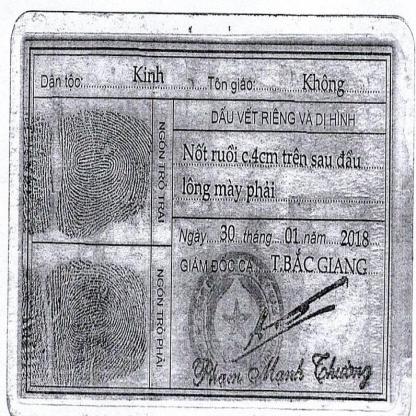 Dân tộc: Kinh Tôn giáo: Không
NGÓN TRỎ TRÁI
DẤU VẾT RIÊNG VÀ DỊ HÌNH
Nốt ruồi c.4cm trên sau đầu
lông mày phải
NGÓN TRỎ PHẢI
Ngày 30 tháng 01 năm 2018
GIÁM ĐỐC CA T.BẮC GIANG
Phạm Manh Thường